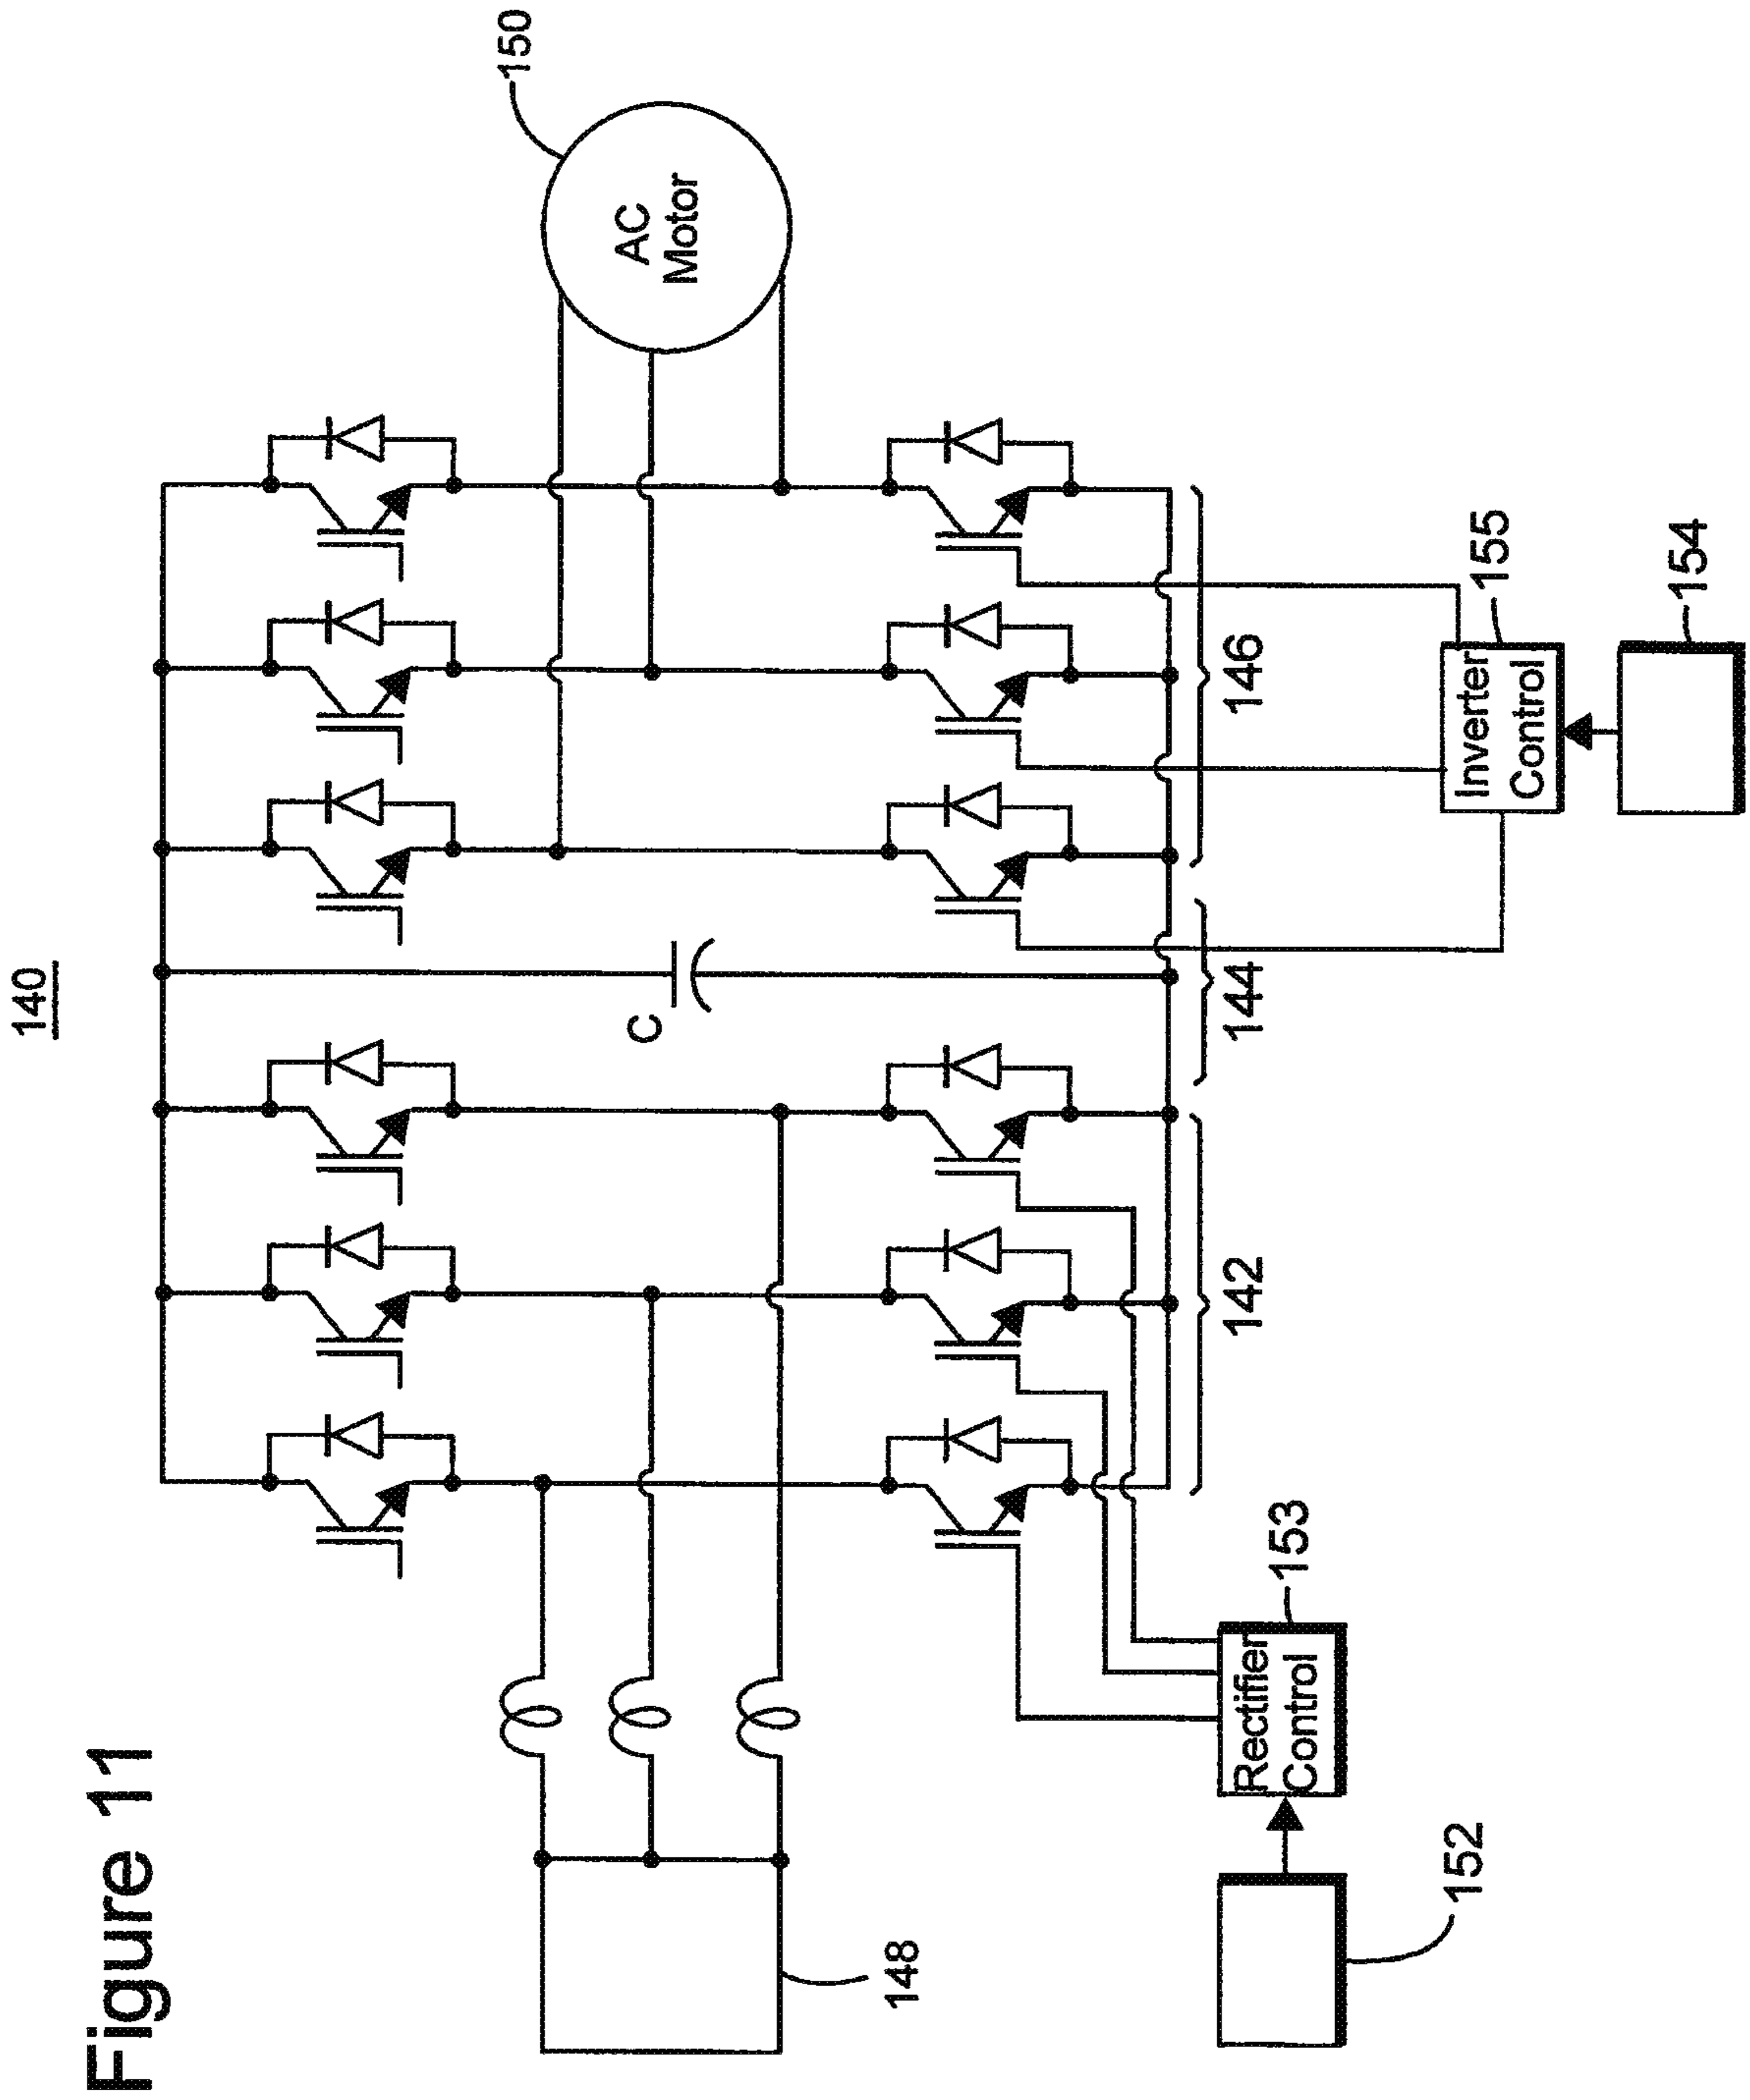 Figure 11
140
150
AC
Motor
C
148
142
144
146
Rectifier
Control
153
152
Inverter
Control
155
154